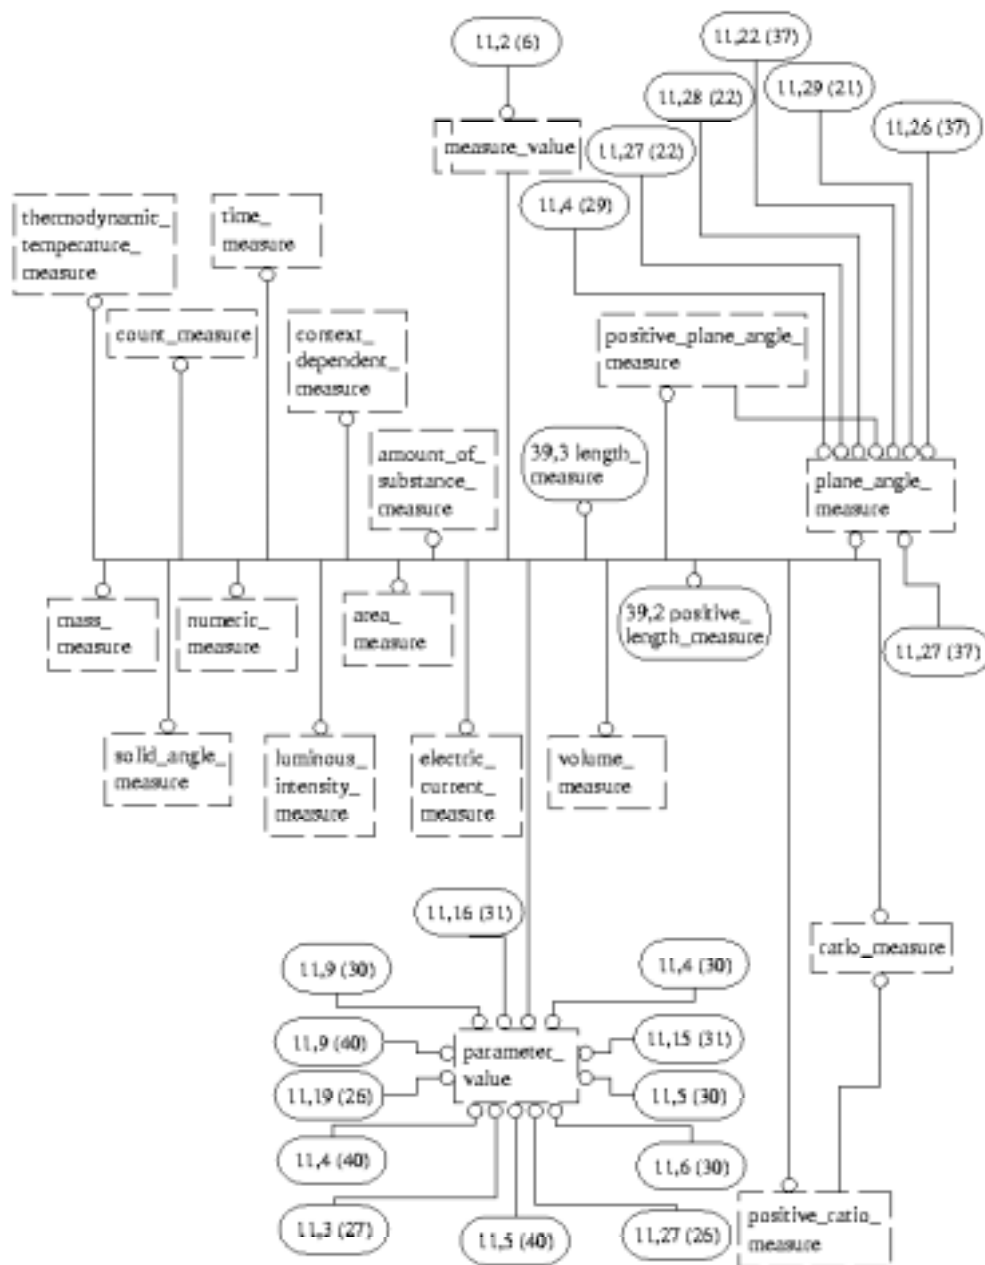 11,2 (6)
11,22 (37)
11,29 (21)
11,28 (22)
11,26 (37)
measure_value
11,27 (22)
11,4 (29)
thermodynamic_
temperature_
measure
time_
measure
count_measure
context_
dependent_
measure
positive_plane_angle_
measure
amount_of_
substance_
measure
39,3 length_
measure
plane_angle_
measure
mass_
measure
numeric_
measure
area_
measure
39,2 positive_
length_measure
11,27 (37)
solid_angle_
measure
luminous_
intensity_
measure
electric_
current_
measure
volume_
measure
11,16 (31)
ratio_measure
11,9 (30)
11,4 (30)
11,9 (40)
parameter_
value
11,15 (31)
11,19 (26)
11,5 (30)
11,4 (40)
11,6 (30)
11,3 (27)
11,5 (40)
11,27 (26)
positive_ratio_
measure